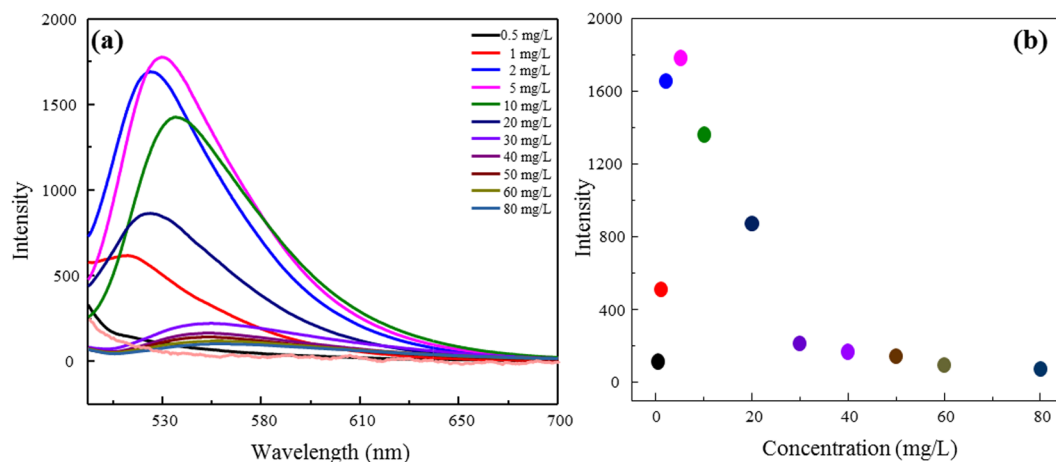 (a)
2000
1500
1000
500
0
Intensity
530
580
610
650
700
Wavelength (nm)
0.5 mg/L
1 mg/L
2 mg/L
5 mg/L
10 mg/L
20 mg/L
30 mg/L
40 mg/L
50 mg/L
60 mg/L
80 mg/L
(b)
2000
1600
1200
800
400
0
Intensity
0
20
40
60
80
Concentration (mg/L)